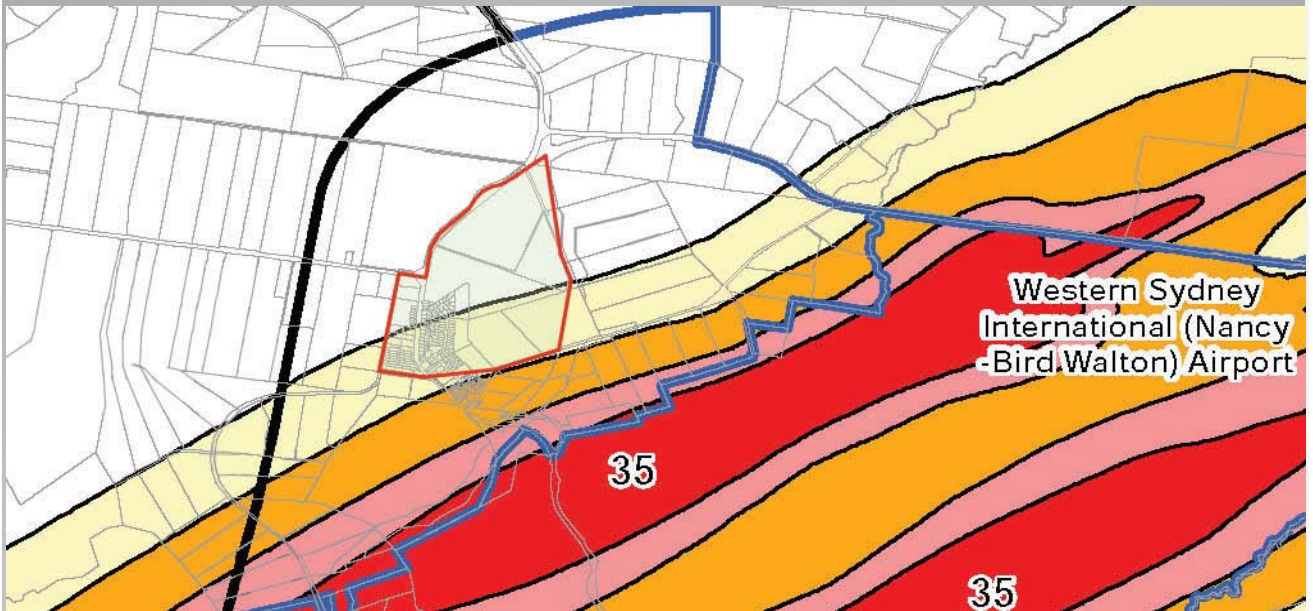 Western Sydney
International (Nancy
-Bird Walton) Airport
35
35